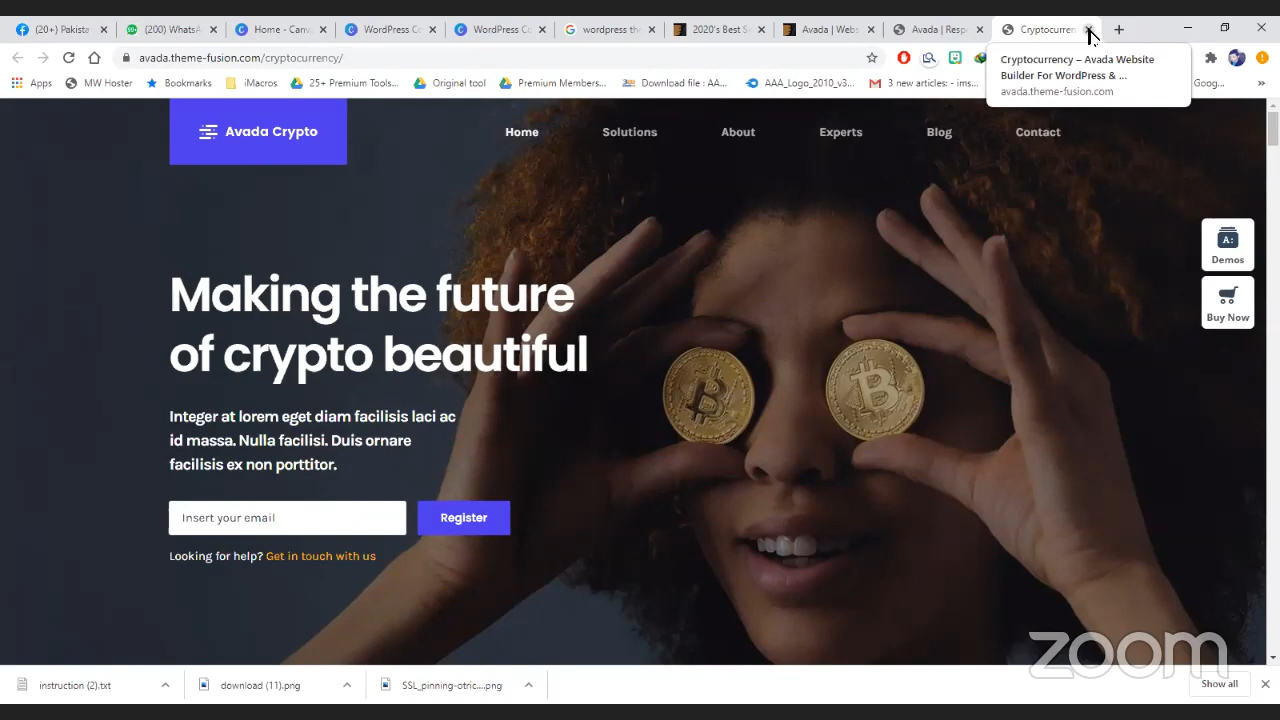 (20+) Pakist
(200) WhatsA
Home - Canv
WordPress Co
WordPress Co
wordpress the
2020's Best S
Avada | Webs
Avada | Resp
Cryptocurren
avada.theme-fusion.com/cryptocurrency/
Cryptocurrency – Avada Website
Builder For WordPress & ...
avada.theme-fusion.com
Apps
MW Hoster
Bookmarks
iMacros
25+ Premium Tools...
Original tool
Premium Members...
Download file : AA...
AAA_Logo_2010_v3...
3 new articles: - ims...
Goog...
»
Avada Crypto
Home
Solutions
About
Experts
Blog
Contact
A:
Demos
Buy Now
Making the future
of crypto beautiful
Integer at lorem eget diam facilisis laci ac
id massa. Nulla facilisi. Duis ornare
facilisis ex non porttitor.
Insert your email
Register
Looking for help? Get in touch with us
zoom
instruction (2).txt
download (11).png
SSL_pinning-otric....png
Show all